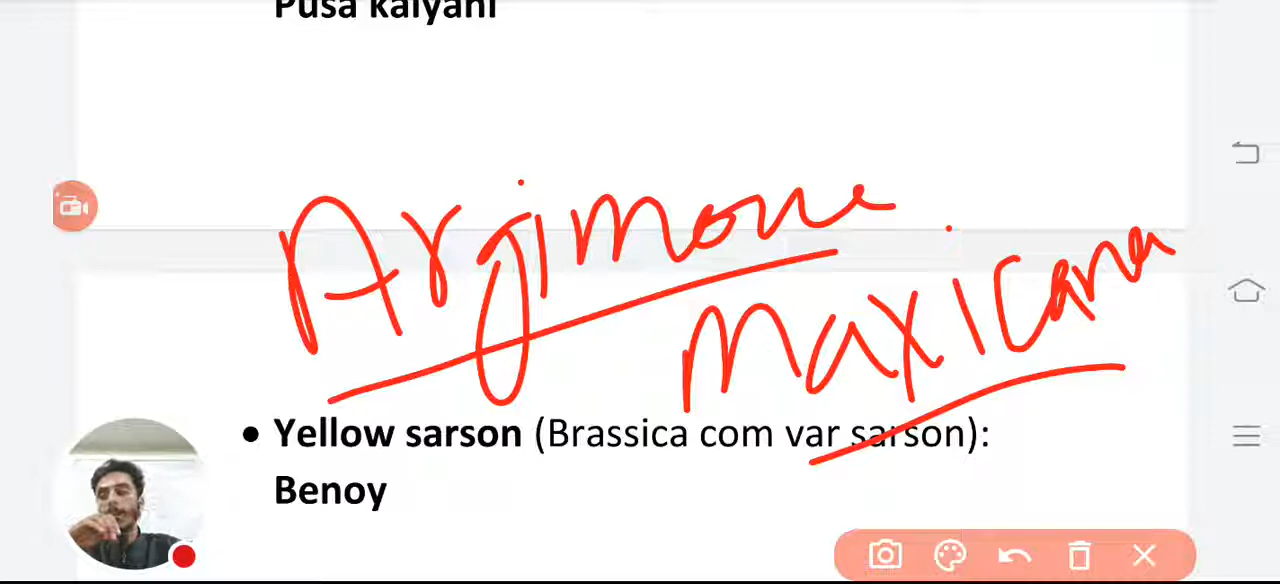 Pusa kalyani
Argimone
Maxicana
• Yellow sarson (Brassica com var sarson):
Benoy